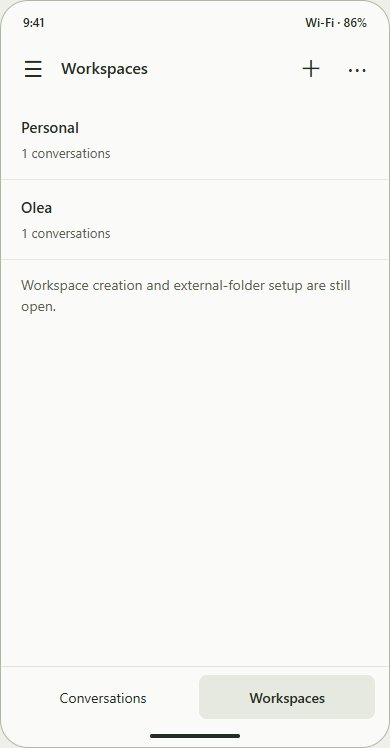 9:41
Wi-Fi · 86%
Workspaces
Personal
1 conversations
Olea
1 conversations
Workspace creation and external-folder setup are still
open.
Conversations
Workspaces